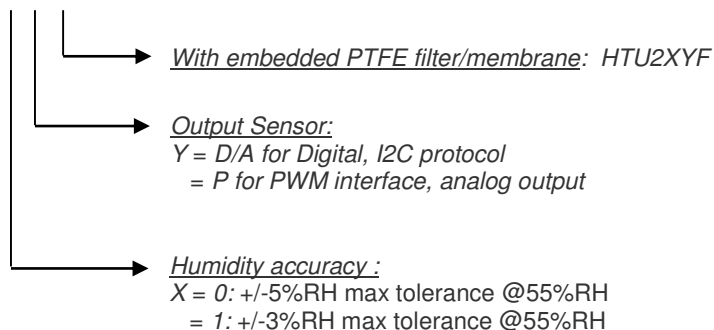 With embedded PTFE filter/membrane: HTU2XYF
Output Sensor:
Y = D/A for Digital, I2C protocol
= P for PWM interface, analog output
Humidity accuracy :
X = 0: +/-5%RH max tolerance @55%RH
= 1: +/-3%RH max tolerance @55%RH